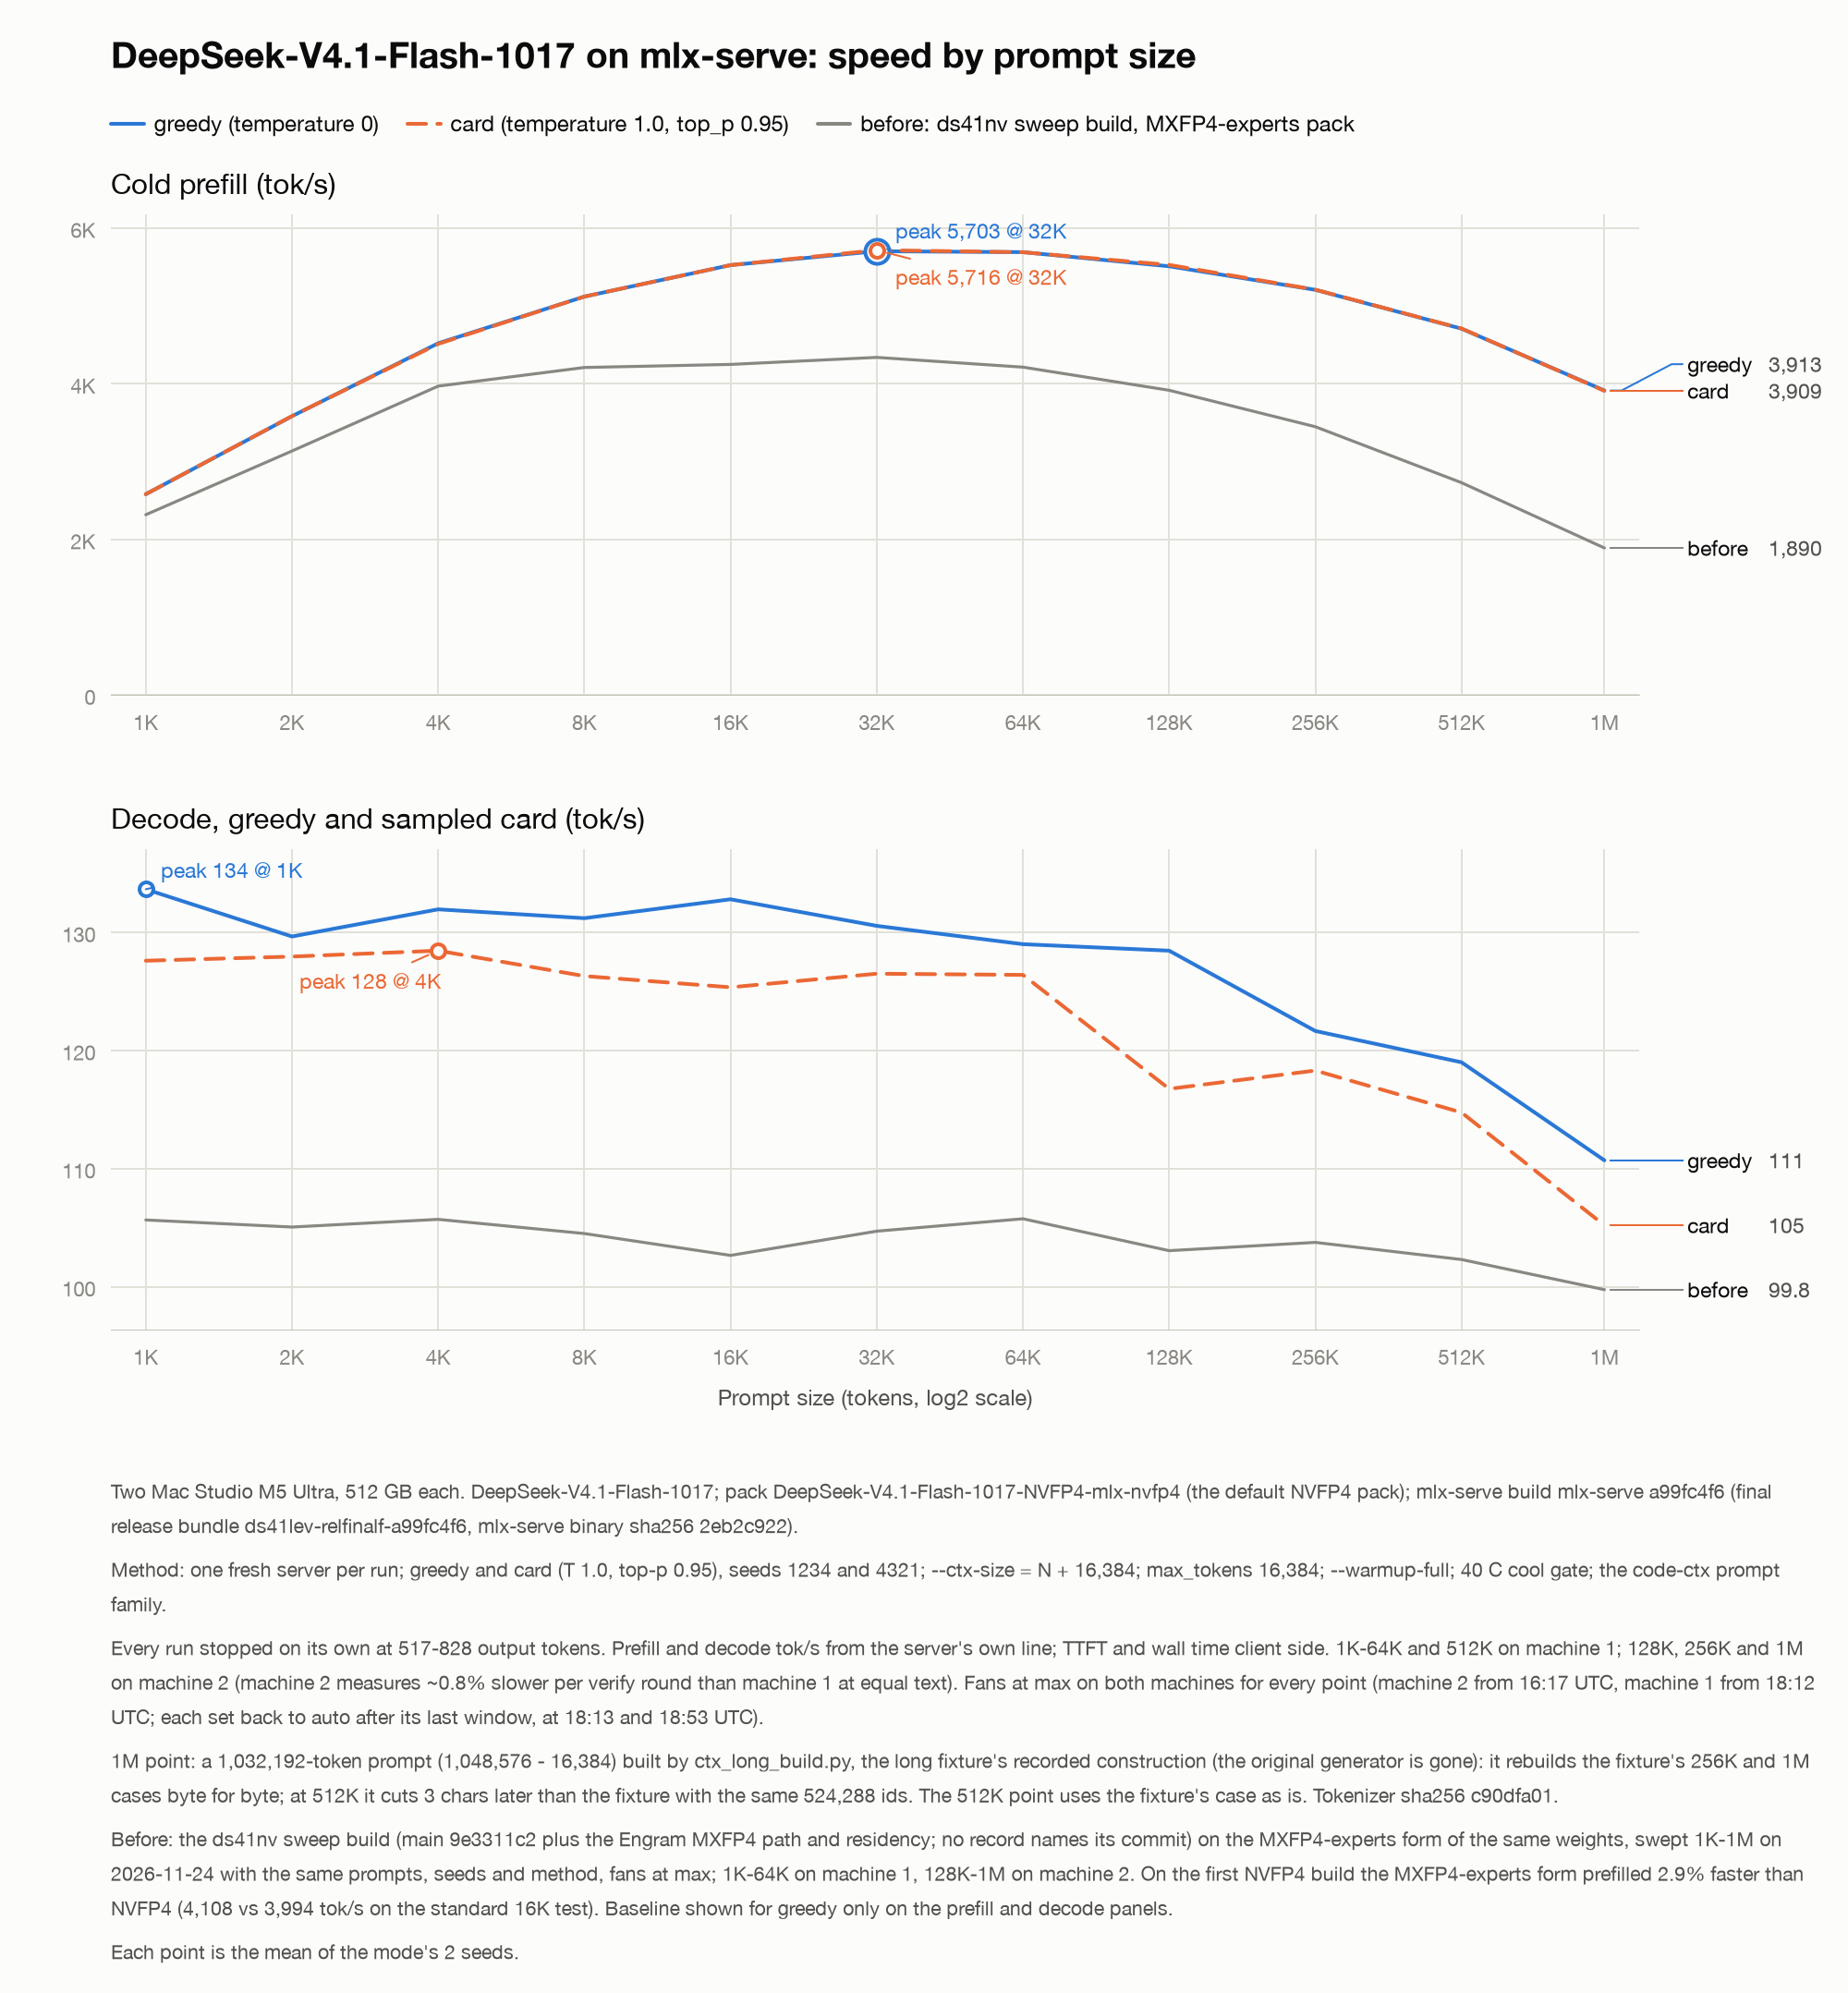 DeepSeek-V4.1-Flash-1017 on mlx-serve: speed by prompt size
greedy (temperature 0) card (temperature 1.0, top_p 0.95) before: ds41nv sweep build, MXFP4-experts pack
Cold prefill (tok/s)
6K
peak 5,703 @ 32K
peak 5,716 @ 32K
4K
greedy 3,913
card 3,909
2K
before 1,890
0
1K 2K 4K 8K 16K 32K 64K 128K 256K 512K 1M
Decode, greedy and sampled card (tok/s)
peak 134 @ 1K
130
peak 128 @ 4K
120
110
greedy 111
card 105
100
before 99.8
1K 2K 4K 8K 16K 32K 64K 128K 256K 512K 1M
Prompt size (tokens, log2 scale)
Two Mac Studio M5 Ultra, 512 GB each. DeepSeek-V4.1-Flash-1017; pack DeepSeek-V4.1-Flash-1017-NVFP4-mlx-nvfp4 (the default NVFP4 pack); mlx-serve build mlx-serve a99fc4f6 (final
release bundle ds41lev-relfinalf-a99fc4f6, mlx-serve binary sha256 2eb2c922).
Method: one fresh server per run; greedy and card (T 1.0, top-p 0.95), seeds 1234 and 4321; --ctx-size = N + 16,384; max_tokens 16,384; --warmup-full; 40 C cool gate; the code-ctx prompt
family.
Every run stopped on its own at 517-828 output tokens. Prefill and decode tok/s from the server's own line; TTFT and wall time client side. 1K-64K and 512K on machine 1; 128K, 256K and 1M
on machine 2 (machine 2 measures ~0.8% slower per verify round than machine 1 at equal text). Fans at max on both machines for every point (machine 2 from 16:17 UTC, machine 1 from 18:12
UTC; each set back to auto after its last window, at 18:13 and 18:53 UTC).
1M point: a 1,032,192-token prompt (1,048,576 - 16,384) built by ctx_long_build.py, the long fixture's recorded construction (the original generator is gone): it rebuilds the fixture's 256K and 1M
cases byte for byte; at 512K it cuts 3 chars later than the fixture with the same 524,288 ids. The 512K point uses the fixture's case as is. Tokenizer sha256 c90dfa01.
Before: the ds41nv sweep build (main 9e3311c2 plus the Engram MXFP4 path and residency; no record names its commit) on the MXFP4-experts form of the same weights, swept 1K-1M on
2026-11-24 with the same prompts, seeds and method, fans at max; 1K-64K on machine 1, 128K-1M on machine 2. On the first NVFP4 build the MXFP4-experts form prefilled 2.9% faster than
NVFP4 (4,108 vs 3,994 tok/s on the standard 16K test). Baseline shown for greedy only on the prefill and decode panels.
Each point is the mean of the mode's 2 seeds.